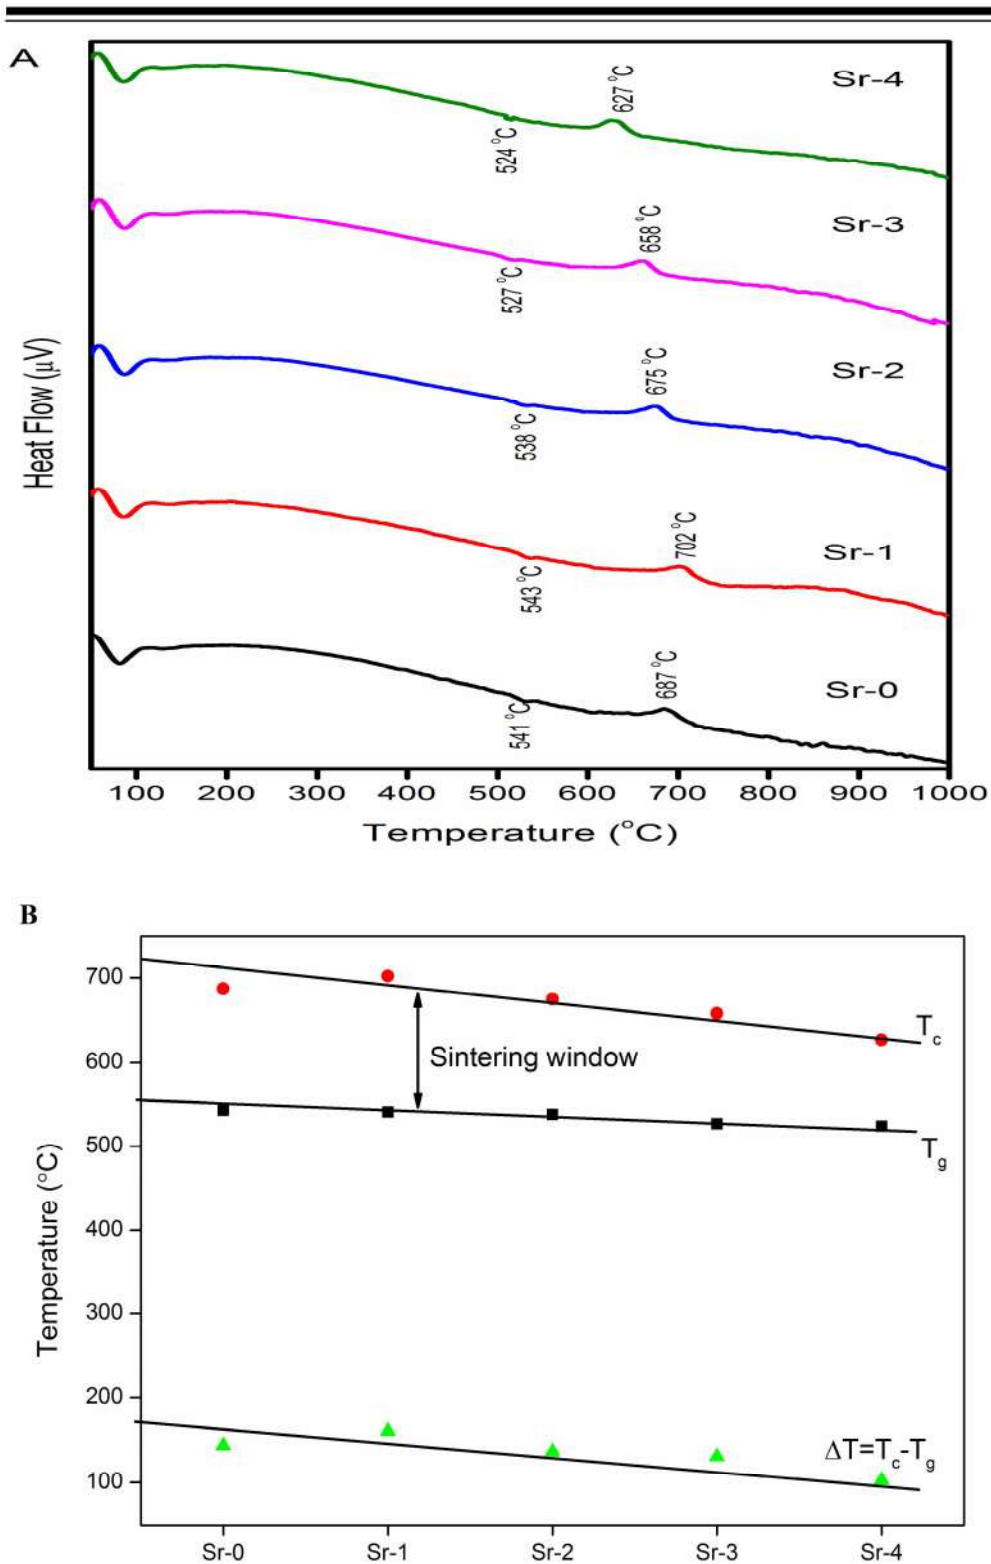 A
Sr-4
627 °C
524 °C
Sr-3
658 °C
527 °C
Sr-2
675 °C
538 °C
Sr-1
702 °C
543 °C
Sr-0
687 °C
541 °C
Heat Flow (μV)
100 200 300 400 500 600 700 800 900 1000
Temperature (°C)
B
700
600
500
400
300
200
100
Temperature (°C)
Tc
Sintering window
Tg
ΔT=Tc-Tg
Sr-0 Sr-1 Sr-2 Sr-3 Sr-4